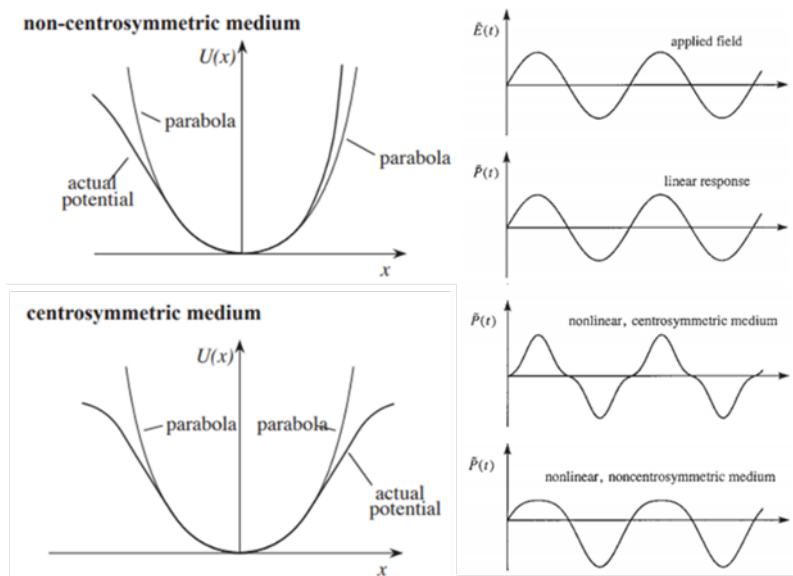 non-centrosymmetric medium
U(x)
parabola
parabola
actual
potential
x
centrosymmetric medium
U(x)
parabola
parabola
actual
potential
x
Ẽ(t)
applied field
P̃(t)
linear response
P̃(t)
nonlinear, centrosymmetric medium
P̃(t)
nonlinear, noncentrosymmetric medium